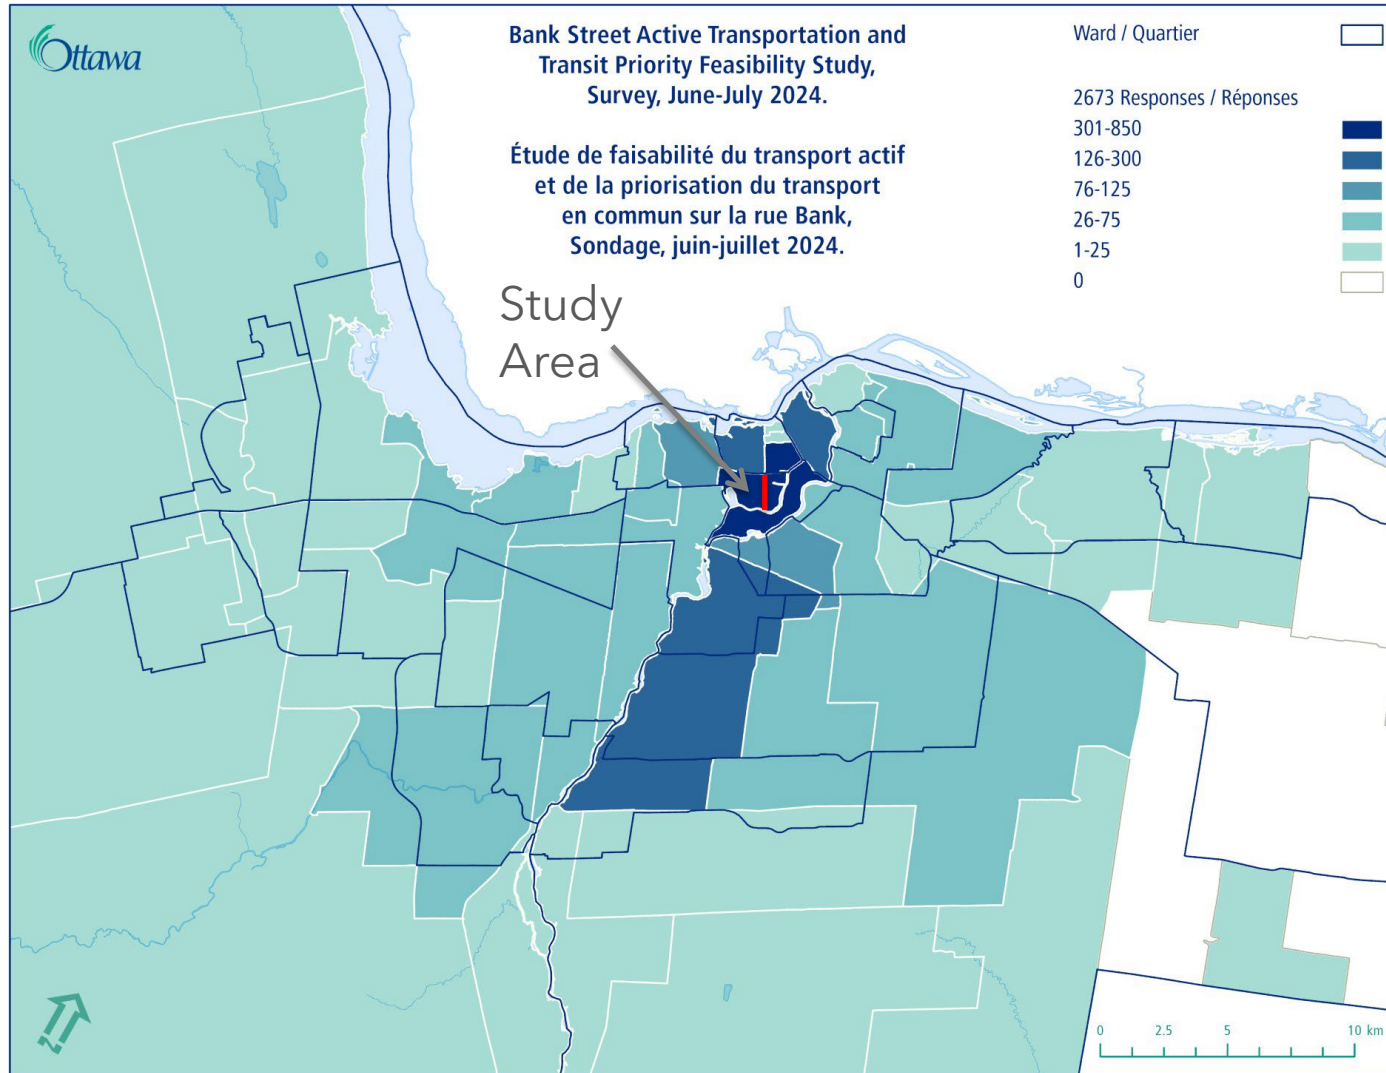 Ottawa
Bank Street Active Transportation and
Transit Priority Feasibility Study,
Survey, June-July 2024.
Étude de faisabilité du transport actif
et de la priorisation du transport
en commun sur la rue Bank,
Sondage, juin-juillet 2024.
Ward / Quartier
2673 Responses / Réponses
301-850
126-300
76-125
26-75
1-25
0
Study
Area
N
0 2.5 5 10 km